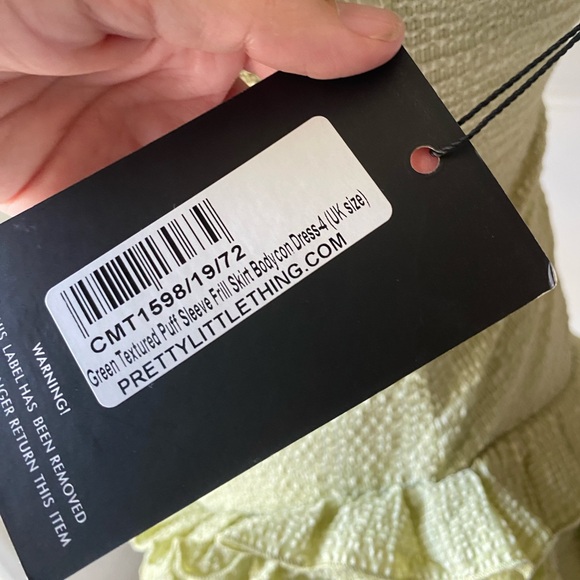 CMT1598/19/72
Green Textured Puff Sleeve Frill Skirt Bodycon Dress-4 (UK size)
PRETTYLITTLETHING.COM
WARNING!
LABEL HAS BEEN REMOVED
RETURN THIS ITEM